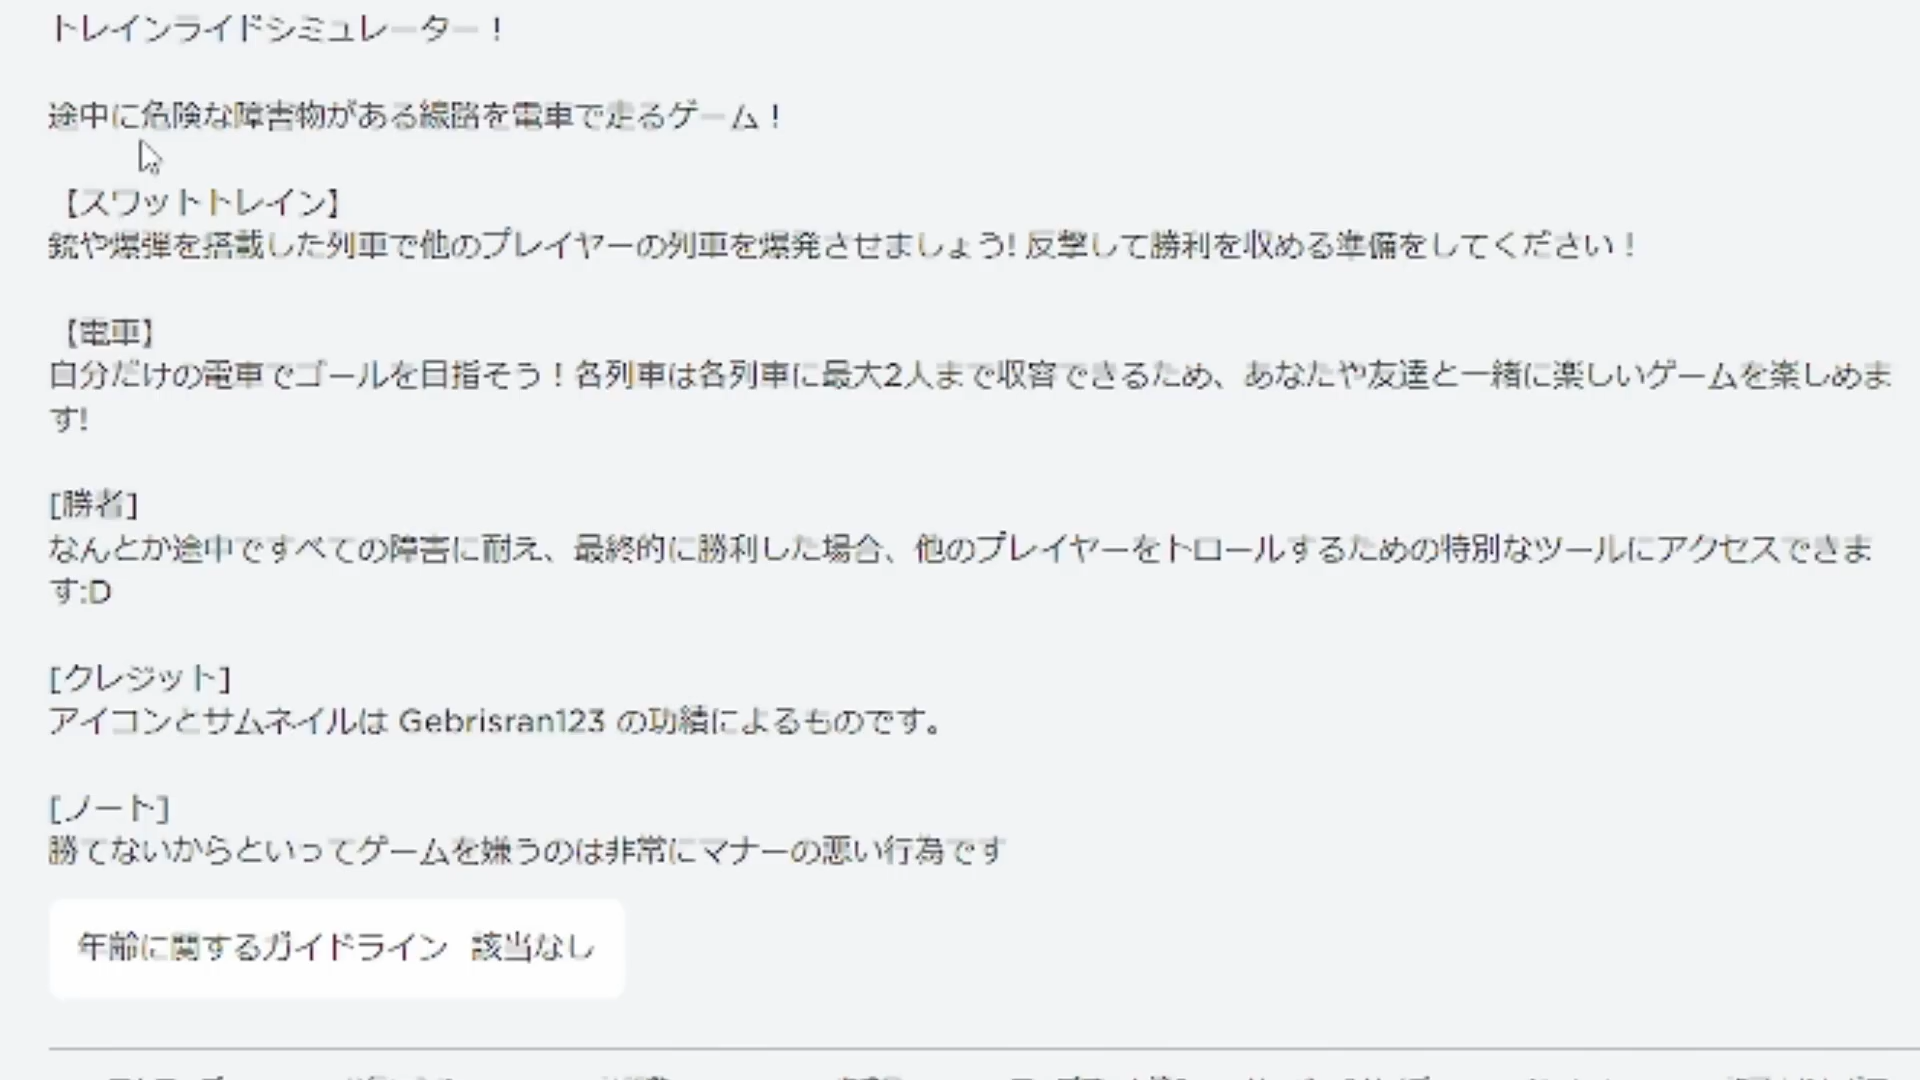 トレインライドシミュレーター！
途中に危険な障害物がある線路を電車で走るゲーム！
【スワットトレイン】
銃や爆弾を搭載した列車で他のプレイヤーの列車を爆発させましょう! 反撃して勝利を収める準備をしてください！
【電車】
自分だけの電車でゴールを目指そう！各列車は各列車に最大2人まで収容できるため、あなたや友達と一緒に楽しいゲームを楽しめま
す!
[勝者]
なんとか途中ですべての障害に耐え、最終的に勝利した場合、他のプレイヤーをトロールするための特別なツールにアクセスできま
す:D
[クレジット]
アイコンとサムネイルは Gebrisran123 の功績によるものです。
[ノート]
勝てないからといってゲームを嫌うのは非常にマナーの悪い行為です
年齢に関するガイドライン 該当なし